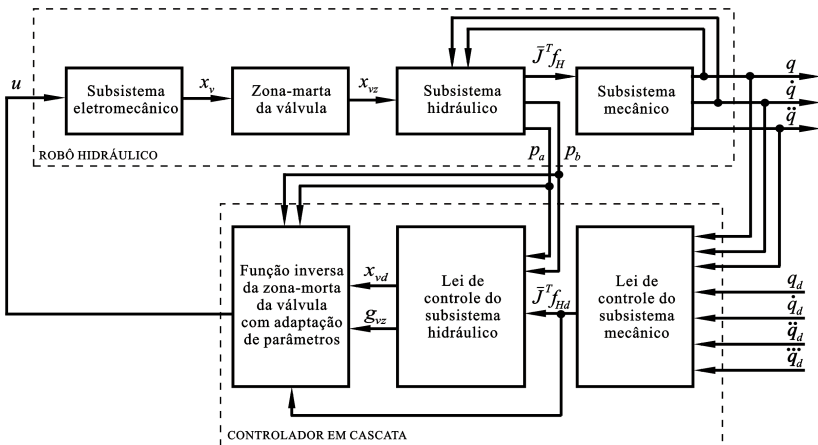 u
Subsistema
eletromecânico
x_v
Zona-marta
da válvula
x_vz
Subsistema
hidráulico
J̅^T f_H
Subsistema
mecânico
q
q̇
q̈
ROBÔ HIDRÁULICO
p_a
p_b
Função inversa
da zona-morta
da válvula
com adaptação
de parâmetros
x_vd
g_vz
Lei de
controle do
subsistema
hidráulico
J̅^T f_Hd
Lei de
controle do
subsistema
mecânico
q_d
q̇_d
q̈_d
q⃛_d
CONTROLADOR EM CASCATA